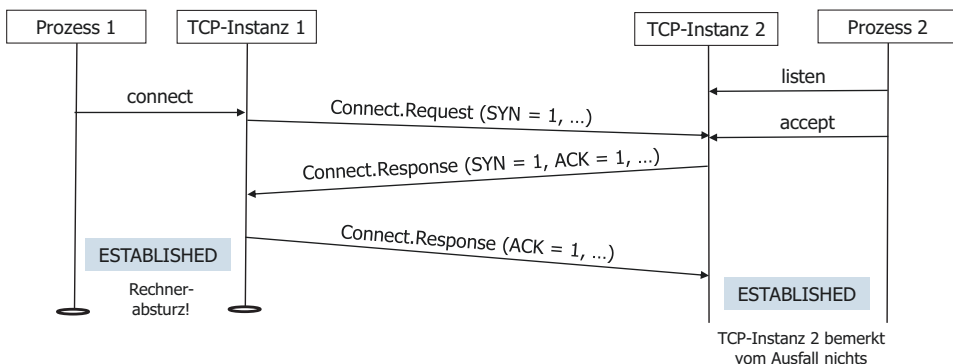 Prozess 1
TCP-Instanz 1
TCP-Instanz 2
Prozess 2
listen
connect
Connect.Request (SYN = 1, ...)
accept
Connect.Response (SYN = 1, ACK = 1, ...)
Connect.Response (ACK = 1, ...)
ESTABLISHED
Rechner-
absturz!
ESTABLISHED
TCP-Instanz 2 bemerkt
vom Ausfall nichts